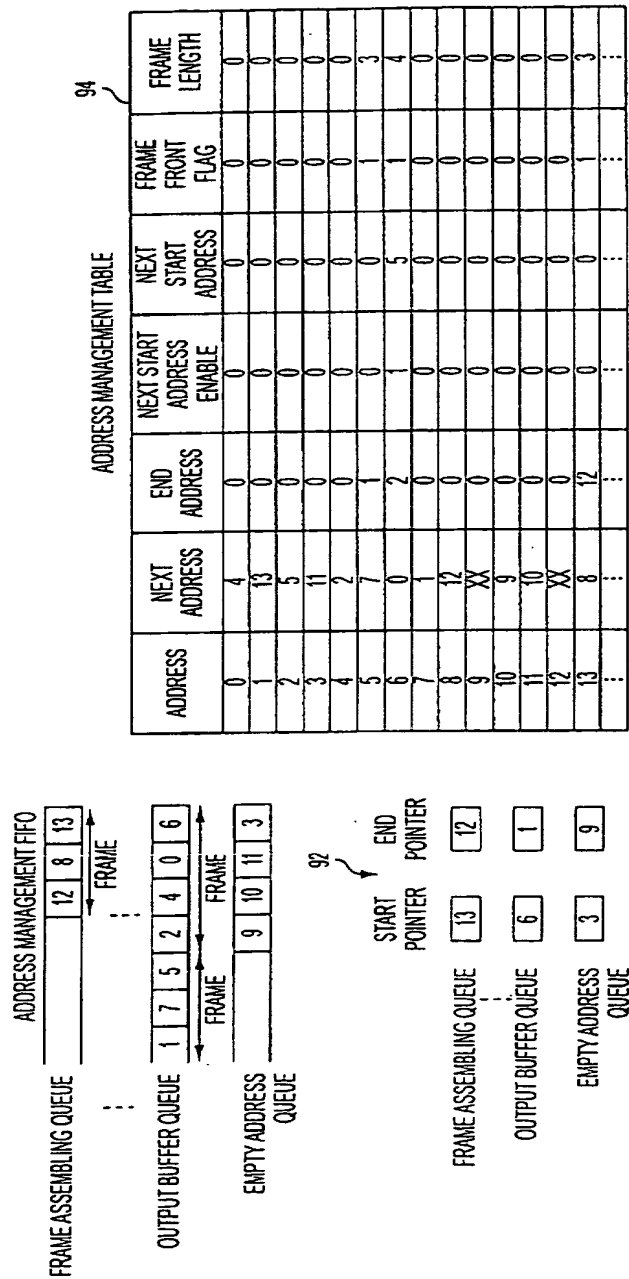 ADDRESS MANAGEMENT FIFO
FRAME ASSEMBLING QUEUE
12 8 13
FRAME
OUTPUT BUFFER QUEUE
1 7 5 2 4 0 6
FRAME FRAME
EMPTY ADDRESS
QUEUE
9 10 11 3
92
START
POINTER
END
POINTER
FRAME ASSEMBLING QUEUE 13 12
OUTPUT BUFFER QUEUE 6 1
EMPTY ADDRESS
QUEUE
3 9
ADDRESS MANAGEMENT TABLE
94
ADDRESS
NEXT
ADDRESS
END
ADDRESS
NEXT START
ADDRESS
ENABLE
NEXT
START
ADDRESS
FRAME
FRONT
FLAG
FRAME
LENGTH
0 4 0 0 0 0 0
1 13 0 0 0 0 0
2 5 0 0 0 0 0
3 11 0 0 0 0 0
4 2 0 0 0 0 0
5 7 1 0 0 1 3
6 0 2 1 5 1 4
7 1 0 0 0 0 0
8 12 0 0 0 0 0
9 XX 0 0 0 0 0
10 9 0 0 0 0 0
11 10 0 0 0 0 0
12 XX 0 0 0 0 0
13 8 12 0 0 1 3